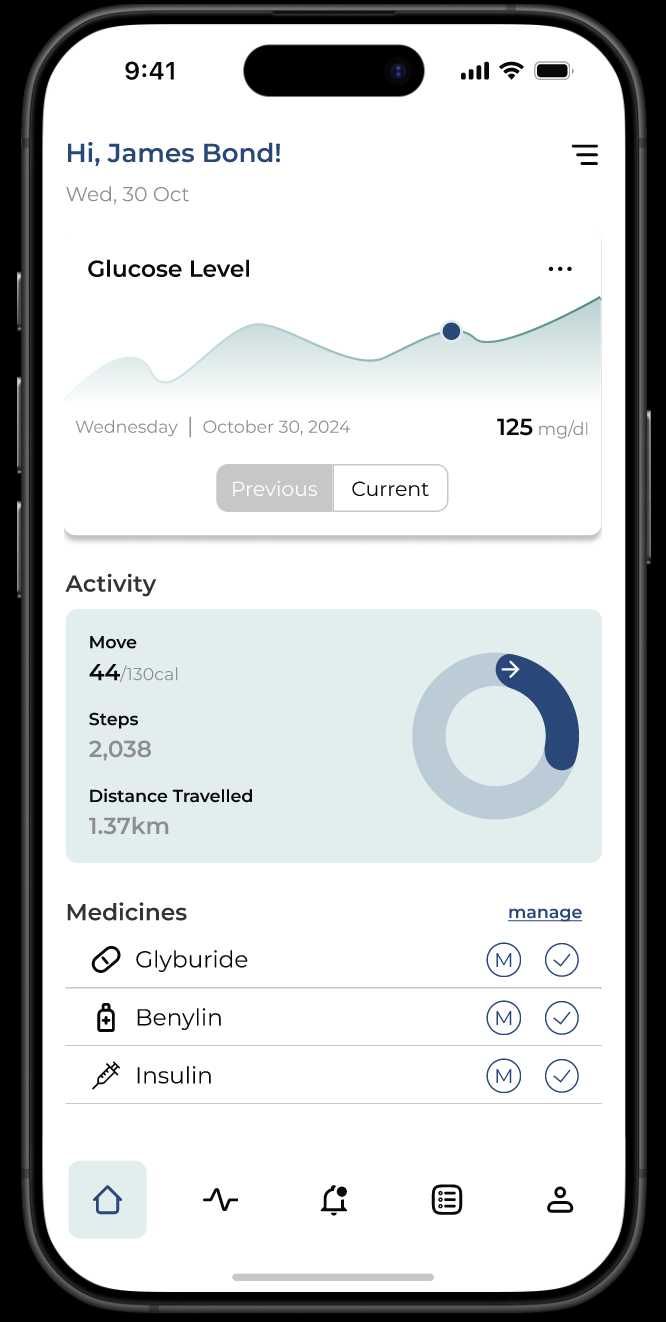 9:41
Hi, James Bond!
Wed, 30 Oct
Glucose Level
Wednesday | October 30, 2024 125 mg/dl
Previous Current
Activity
Move
44/130cal
Steps
2,038
Distance Travelled
1.37km
Medicines manage
Glyburide M
Benylin M
Insulin M